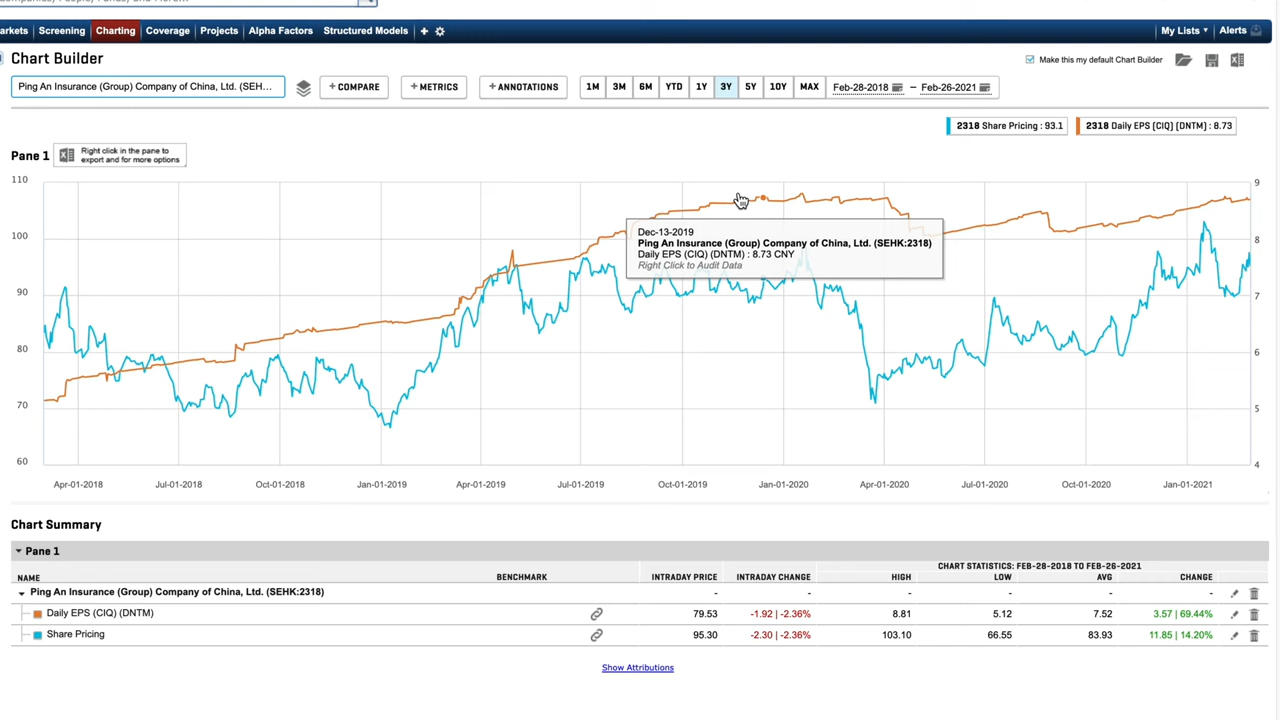 arkets Screening Charting Coverage Projects Alpha Factors Structured Models + My Lists Alerts
Chart Builder
Make this my default Chart Builder
Ping An Insurance (Group) Company of China, Ltd. (SEH...
+ COMPARE
+ METRICS
+ ANNOTATIONS
1M 3M 6M YTD 1Y 3Y 5Y 10Y MAX
Feb-28-2018 – Feb-26-2021
2318 Share Pricing : 93.1
2318 Daily EPS (CIQ) (DNTM) : 8.73
Pane 1
Right click in the pane to
export and for more options
110
100
90
80
70
60
9
8
7
6
5
4
Dec-13-2019
Ping An Insurance (Group) Company of China, Ltd. (SEHK:2318)
Daily EPS (CIQ) (DNTM) : 8.73 CNY
Right Click to Audit Data
Apr-01-2018 Jul-01-2018 Oct-01-2018 Jan-01-2019 Apr-01-2019 Jul-01-2019 Oct-01-2019 Jan-01-2020 Apr-01-2020 Jul-01-2020 Oct-01-2020 Jan-01-2021
Chart Summary
Pane 1
CHART STATISTICS: FEB-28-2018 TO FEB-26-2021
NAME BENCHMARK INTRADAY PRICE INTRADAY CHANGE HIGH LOW AVG CHANGE
Ping An Insurance (Group) Company of China, Ltd. (SEHK:2318) - - - - - -
Daily EPS (CIQ) (DNTM) 79.53 -1.92 | -2.36% 8.81 5.12 7.52 3.57 | 69.44%
Share Pricing 95.30 -2.30 | -2.36% 103.10 66.55 83.93 11.85 | 14.20%
Show Attributions